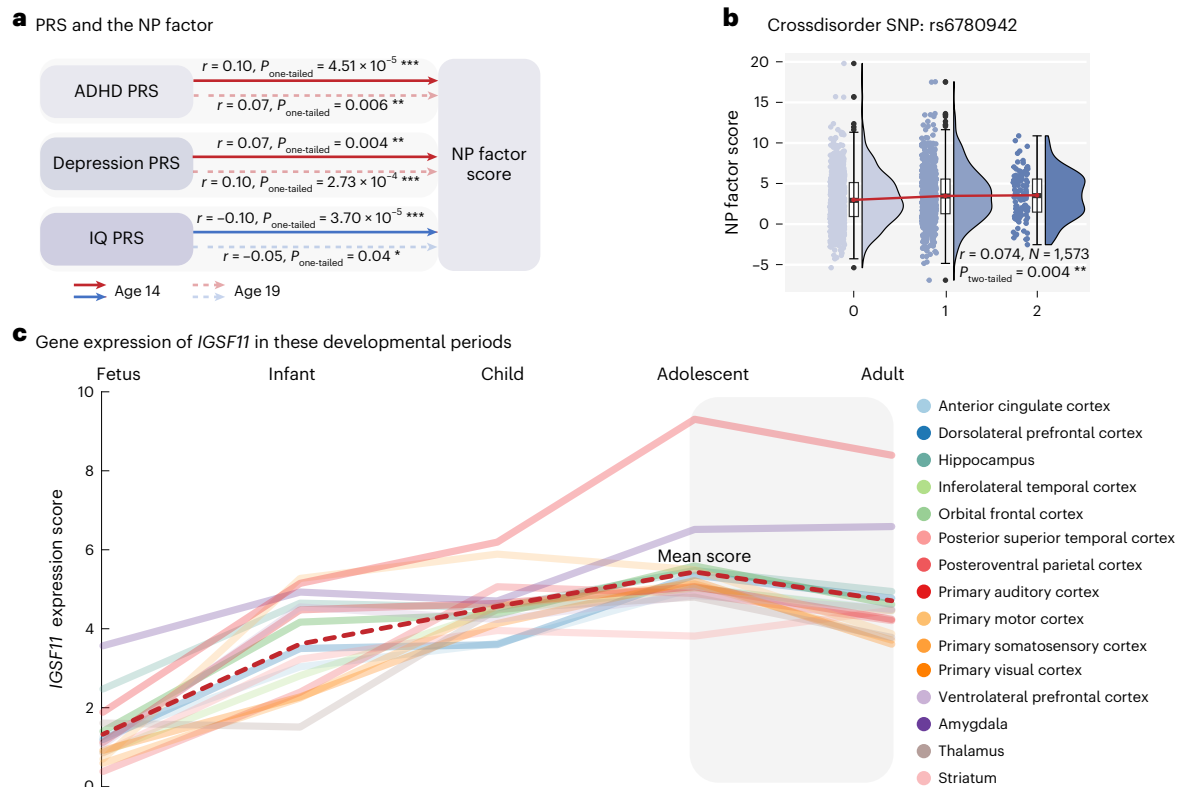 a PRS and the NP factor
ADHD PRS
r = 0.10, Pone-tailed = 4.51 × 10−5 ***
r = 0.07, Pone-tailed = 0.006 **
Depression PRS
r = 0.07, Pone-tailed = 0.004 **
r = 0.10, Pone-tailed = 2.73 × 10−4 ***
IQ PRS
r = −0.10, Pone-tailed = 3.70 × 10−5 ***
r = −0.05, Pone-tailed = 0.04 *
NP factor
score
Age 14
Age 19
b Crossdisorder SNP: rs6780942
NP factor score
20
15
10
5
0
−5
r = 0.074, N = 1,573
Ptwo-tailed = 0.004 **
0 1 2
c Gene expression of IGSF11 in these developmental periods
Fetus Infant Child Adolescent Adult
IGSF11 expression score
10
8
6
4
2
0
Mean score
Anterior cingulate cortex
Dorsolateral prefrontal cortex
Hippocampus
Inferolateral temporal cortex
Orbital frontal cortex
Posterior superior temporal cortex
Posteroventral parietal cortex
Primary auditory cortex
Primary motor cortex
Primary somatosensory cortex
Primary visual cortex
Ventrolateral prefrontal cortex
Amygdala
Thalamus
Striatum